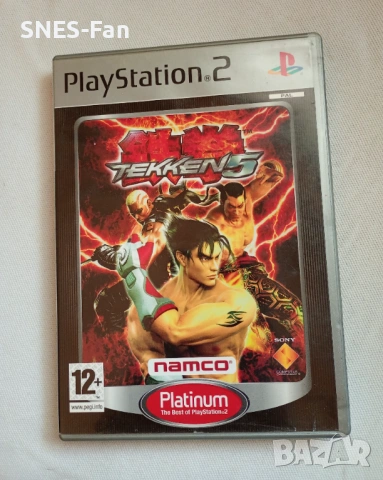 SNES-Fan
PlayStation®2
PAL
鉄拳
TEKKEN 5
namco®
SONY
COMPUTER
12+
www.pegi.info
Platinum
The Best of PlayStation®2
BAZAR